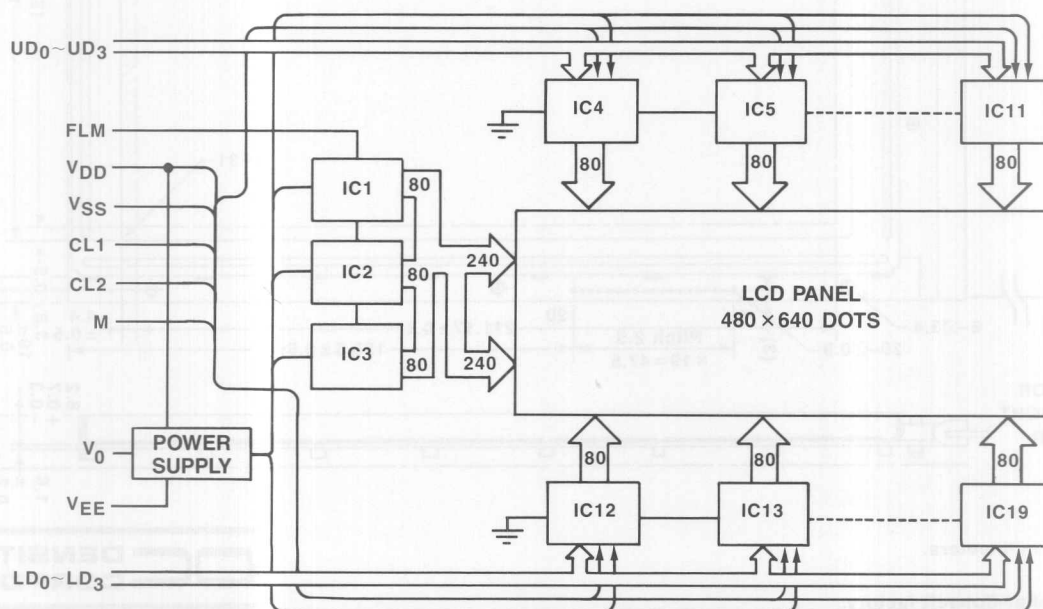 UD0~UD3
FLM
VDD
VSS
CL1
CL2
M
V0
VEE
LD0~LD3
POWER
SUPPLY
IC1
IC2
IC3
80
80
80
240
240
IC4
IC5
IC11
80
80
80
LCD PANEL
480 × 640 DOTS
80
80
80
IC12
IC13
IC19